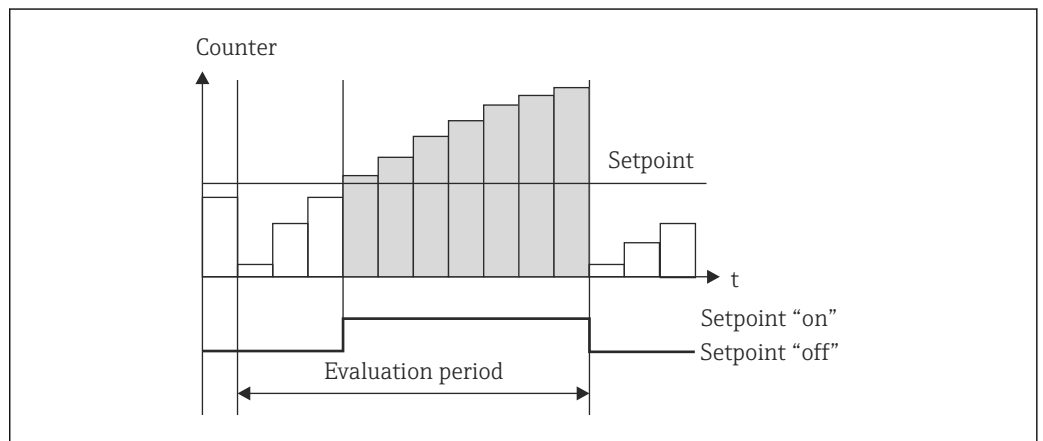 Counter
Setpoint
t
Setpoint “on”
Setpoint “off”
Evaluation period